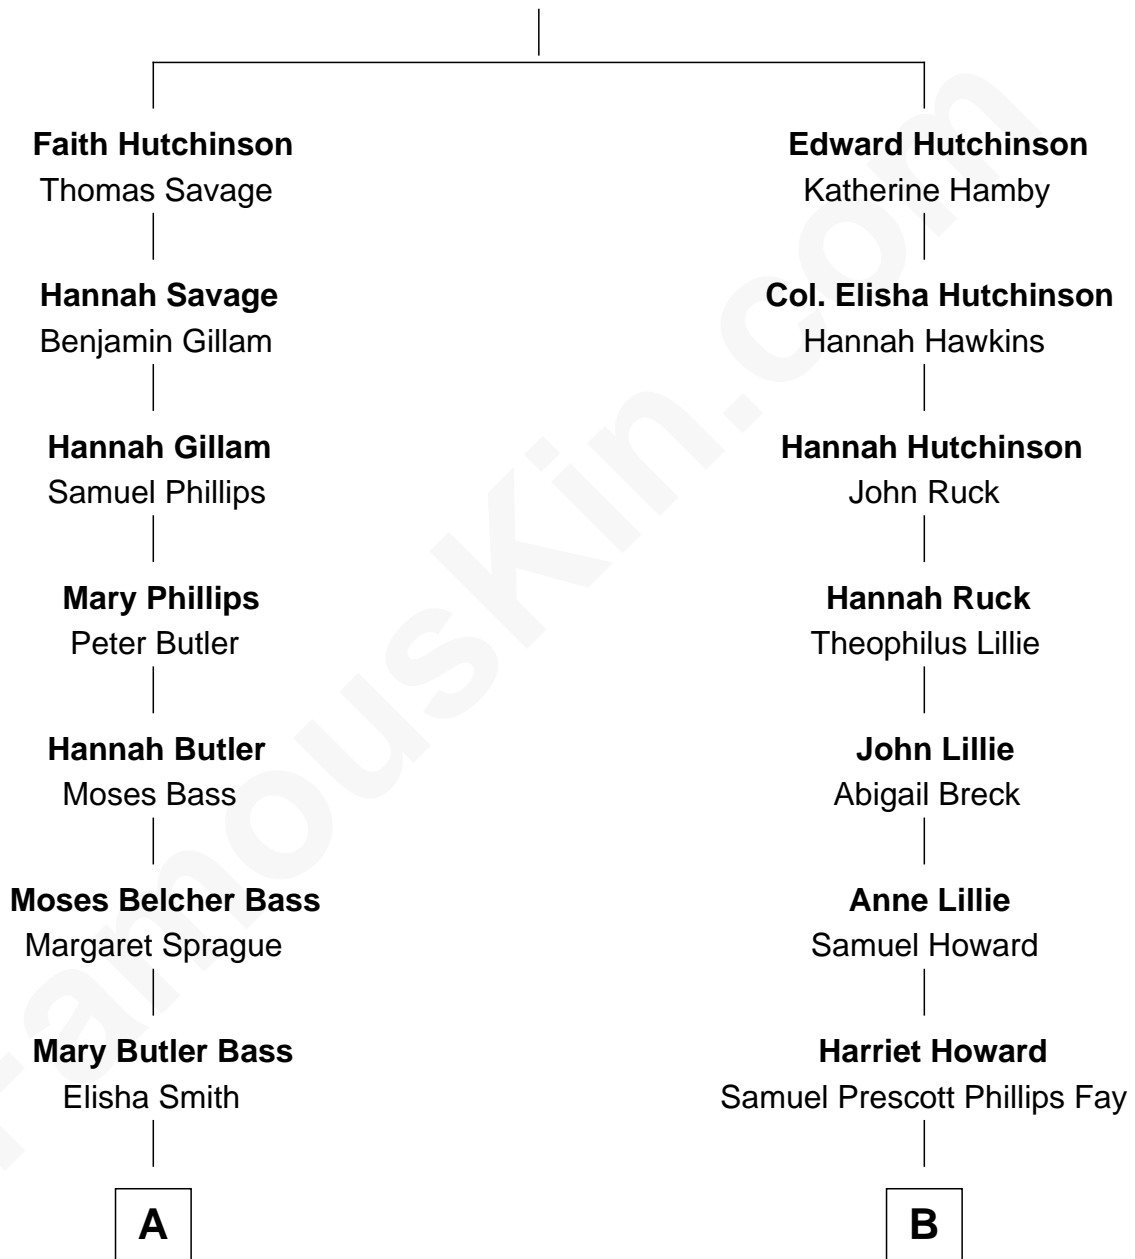 Faith Hutchinson
Thomas Savage
Hannah Savage
Benjamin Gillam
Hannah Gillam
Samuel Phillips
Mary Phillips
Peter Butler
Hannah Butler
Moses Bass
Moses Belcher Bass
Margaret Sprague
Mary Butler Bass
Elisha Smith
A
Edward Hutchinson
Katherine Hamby
Col. Elisha Hutchinson
Hannah Hawkins
Hannah Hutchinson
John Ruck
Hannah Ruck
Theophilus Lillie
John Lillie
Abigail Breck
Anne Lillie
Samuel Howard
Harriet Howard
Samuel Prescott Phillips Fay
B
FamousKin.com